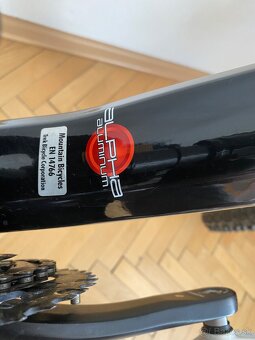 Mountain Bicycles
EN 14766
Trek Bicycle Corporation
aLPHa
aluminum